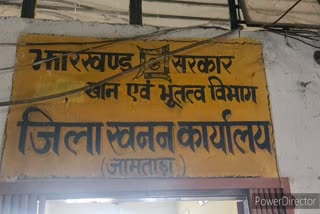 झारखण्ड सरकार
खान एवं भूतत्व विभाग
जिला खनन कार्यालय
(जामताड़ा)
PowerDirector